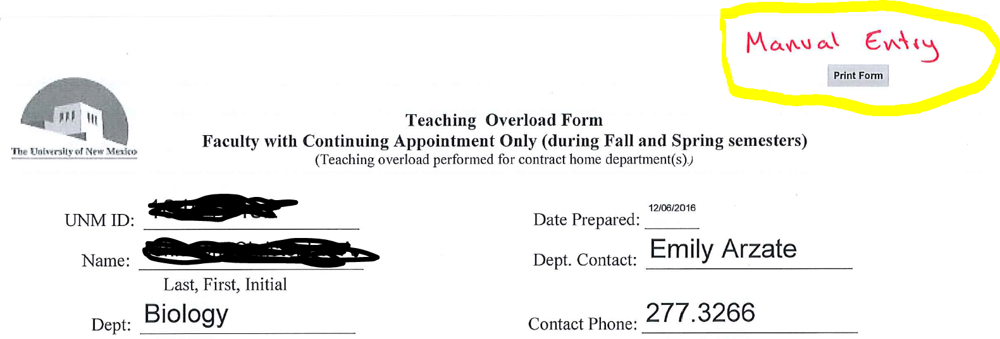 Manual Entry
Print Form
The University of New Mexico
Teaching Overload Form
Faculty with Continuing Appointment Only (during Fall and Spring semesters)
(Teaching overload performed for contract home department(s).)
UNM ID:
Date Prepared: 12/06/2016
Name:
Dept. Contact: Emily Arzate
Last, First, Initial
Dept: Biology
Contact Phone: 277.3266